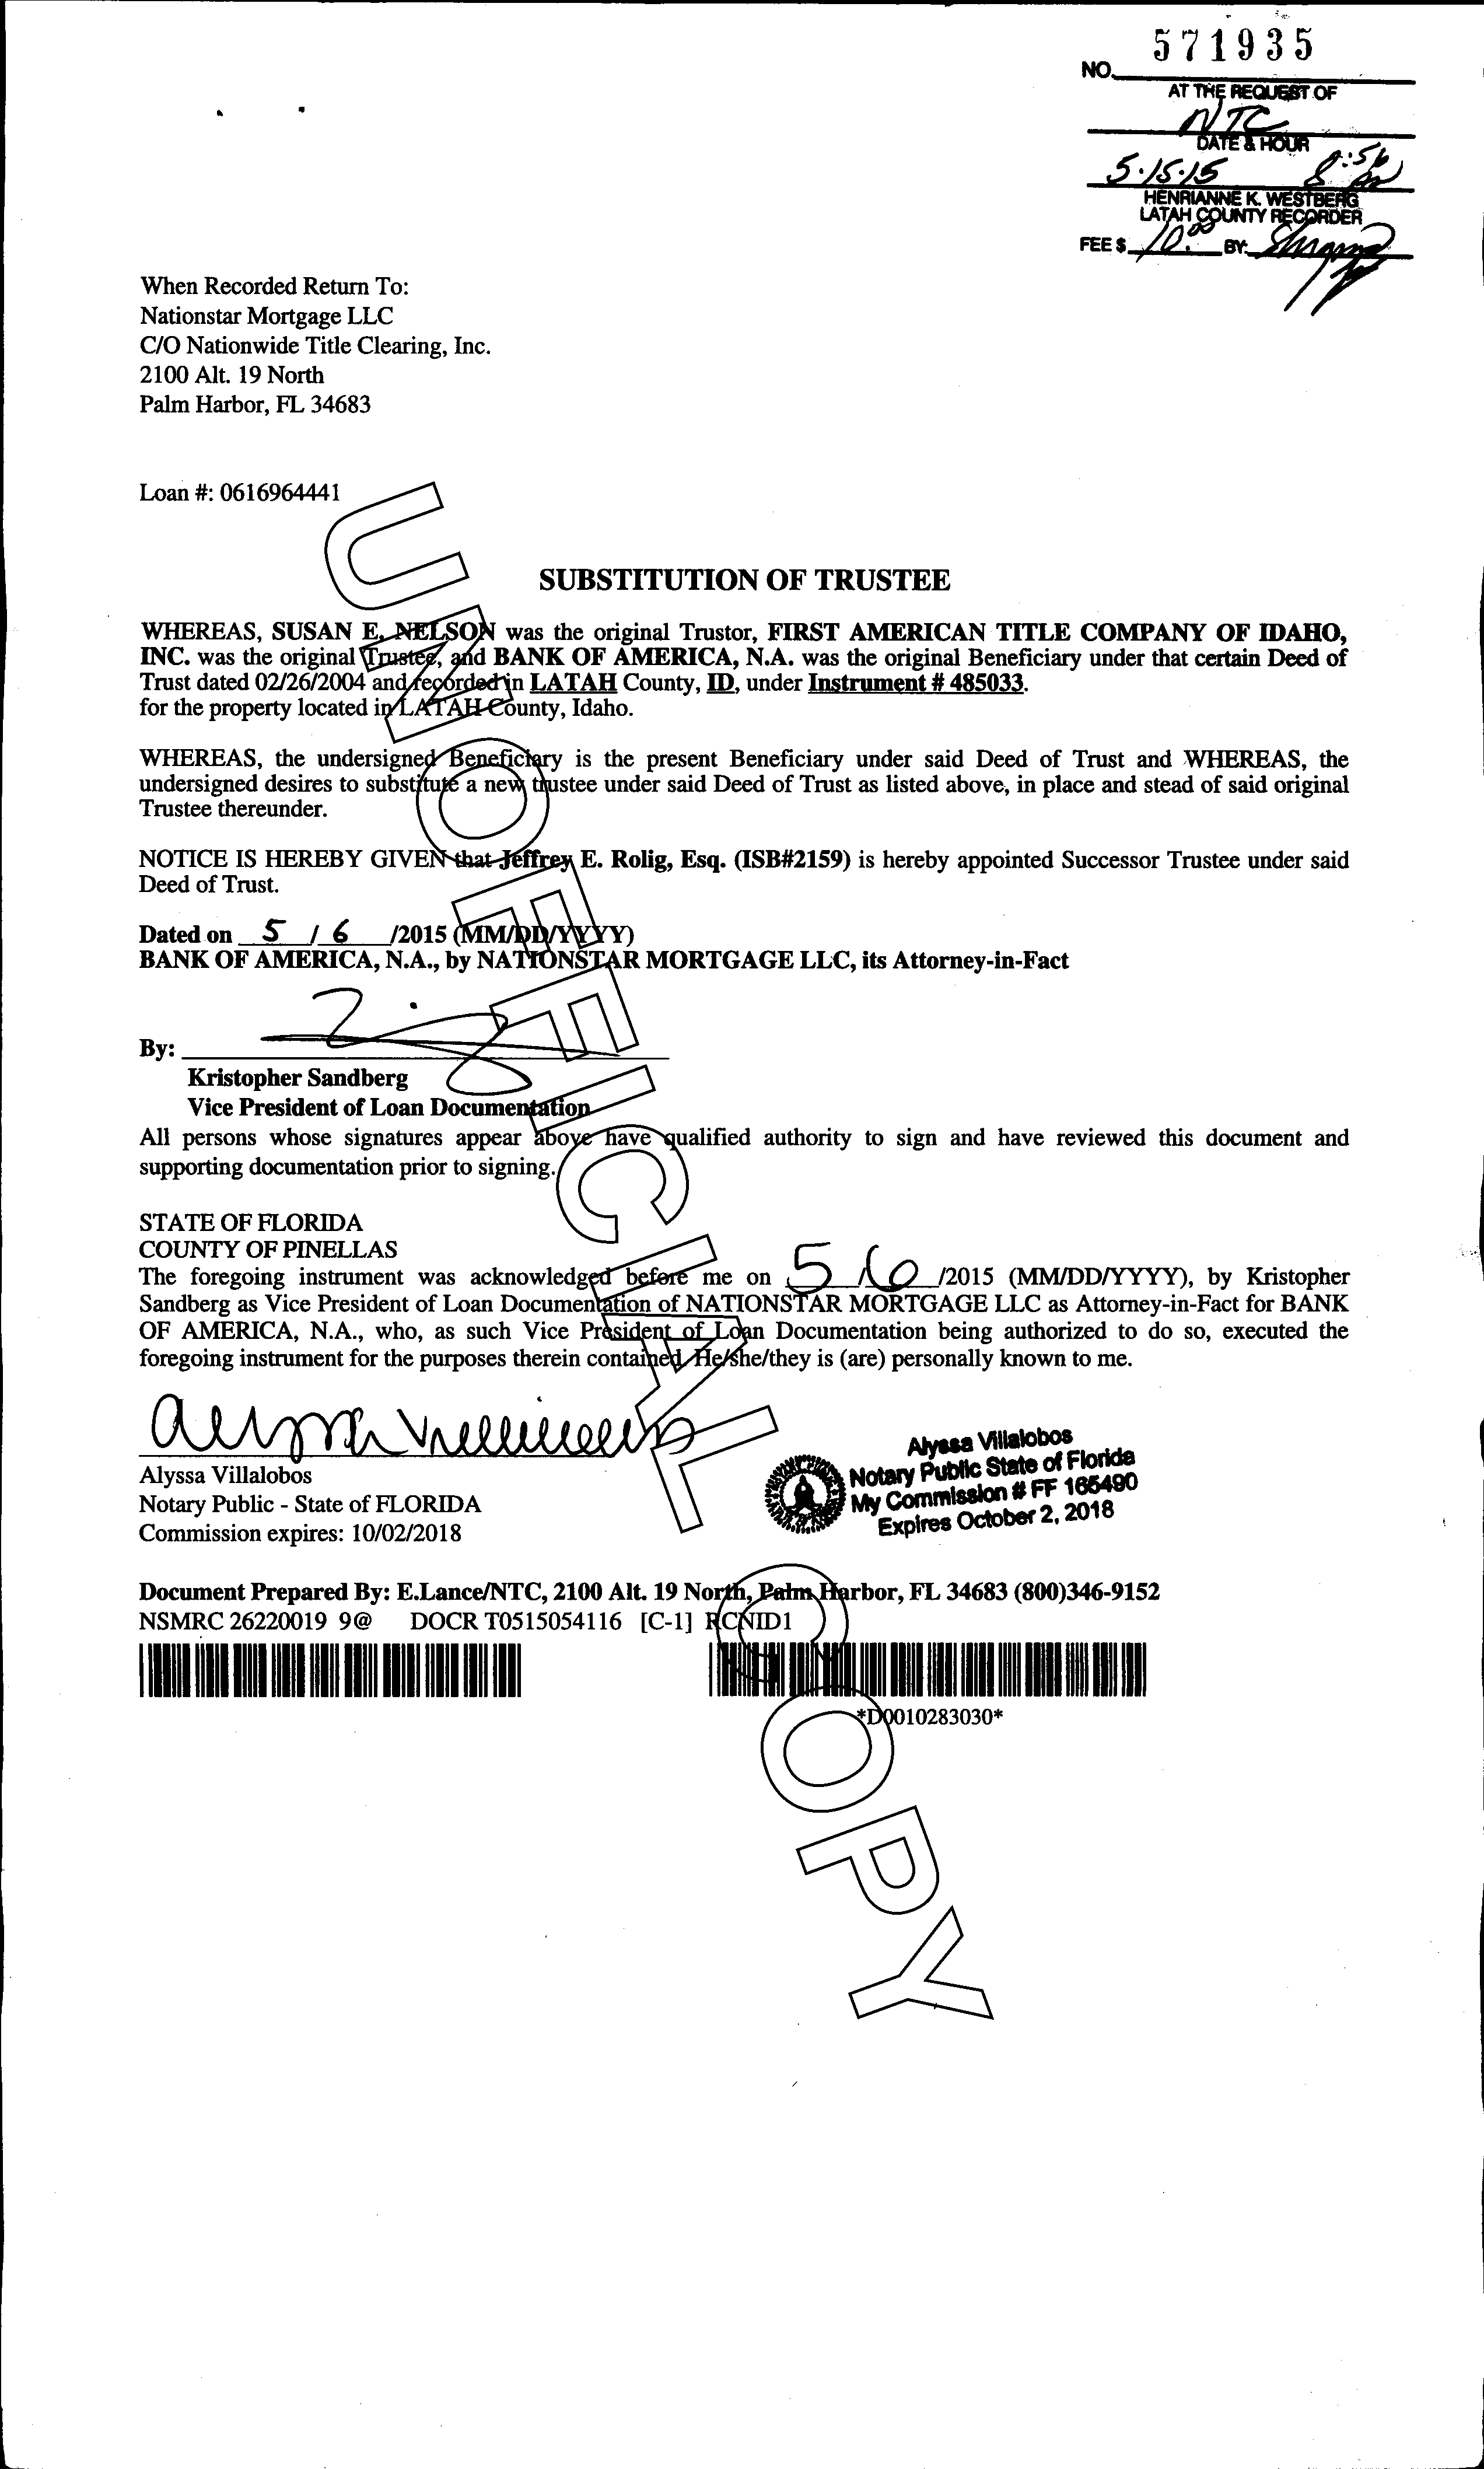 571935
NO.
AT THE REQUEST OF
NTC
DATE & HOUR
5.15.15 8:56
HENRIANNE K. WESTBERG
LATAH COUNTY RECORDER
FEE $ 10.00 BY:
When Recorded Return To:
Nationstar Mortgage LLC
C/O Nationwide Title Clearing, Inc.
2100 Alt. 19 North
Palm Harbor, FL 34683
Loan #: 0616964441
SUBSTITUTION OF TRUSTEE
WHEREAS, SUSAN E. NELSON was the original Trustor, FIRST AMERICAN TITLE COMPANY OF IDAHO,
INC. was the original Trustee, and BANK OF AMERICA, N.A. was the original Beneficiary under that certain Deed of
Trust dated 02/26/2004 and recorded in LATAH County, ID, under Instrument # 485033.
for the property located in LATAH County, Idaho.
WHEREAS, the undersigned Beneficiary is the present Beneficiary under said Deed of Trust and WHEREAS, the
undersigned desires to substitute a new trustee under said Deed of Trust as listed above, in place and stead of said original
Trustee thereunder.
NOTICE IS HEREBY GIVEN that Jeffrey E. Rolig, Esq. (ISB#2159) is hereby appointed Successor Trustee under said
Deed of Trust.
Dated on 5 / 6 /2015 (MM/DD/YYYY)
BANK OF AMERICA, N.A., by NATIONSTAR MORTGAGE LLC, its Attorney-in-Fact
By:
Kristopher Sandberg
Vice President of Loan Documentation
All persons whose signatures appear above have qualified authority to sign and have reviewed this document and
supporting documentation prior to signing.
STATE OF FLORIDA
COUNTY OF PINELLAS
The foregoing instrument was acknowledged before me on 5 / 6 /2015 (MM/DD/YYYY), by Kristopher
Sandberg as Vice President of Loan Documentation of NATIONSTAR MORTGAGE LLC as Attorney-in-Fact for BANK
OF AMERICA, N.A., who, as such Vice President of Loan Documentation being authorized to do so, executed the
foregoing instrument for the purposes therein contained. He/she/they is (are) personally known to me.
Alyssa Villalobos
Alyssa Villalobos
Notary Public - State of FLORIDA
Commission expires: 10/02/2018
Alyssa Villalobos
Notary Public State of Florida
My Commission # FF 165490
Expires October 2, 2018
Document Prepared By: E.Lance/NTC, 2100 Alt. 19 North, Palm Harbor, FL 34683 (800)346-9152
NSMRC 26220019 9@ DOCR T0515054116 [C-1] RCNID1
*D0010283030*
UNOFFICIAL COPY